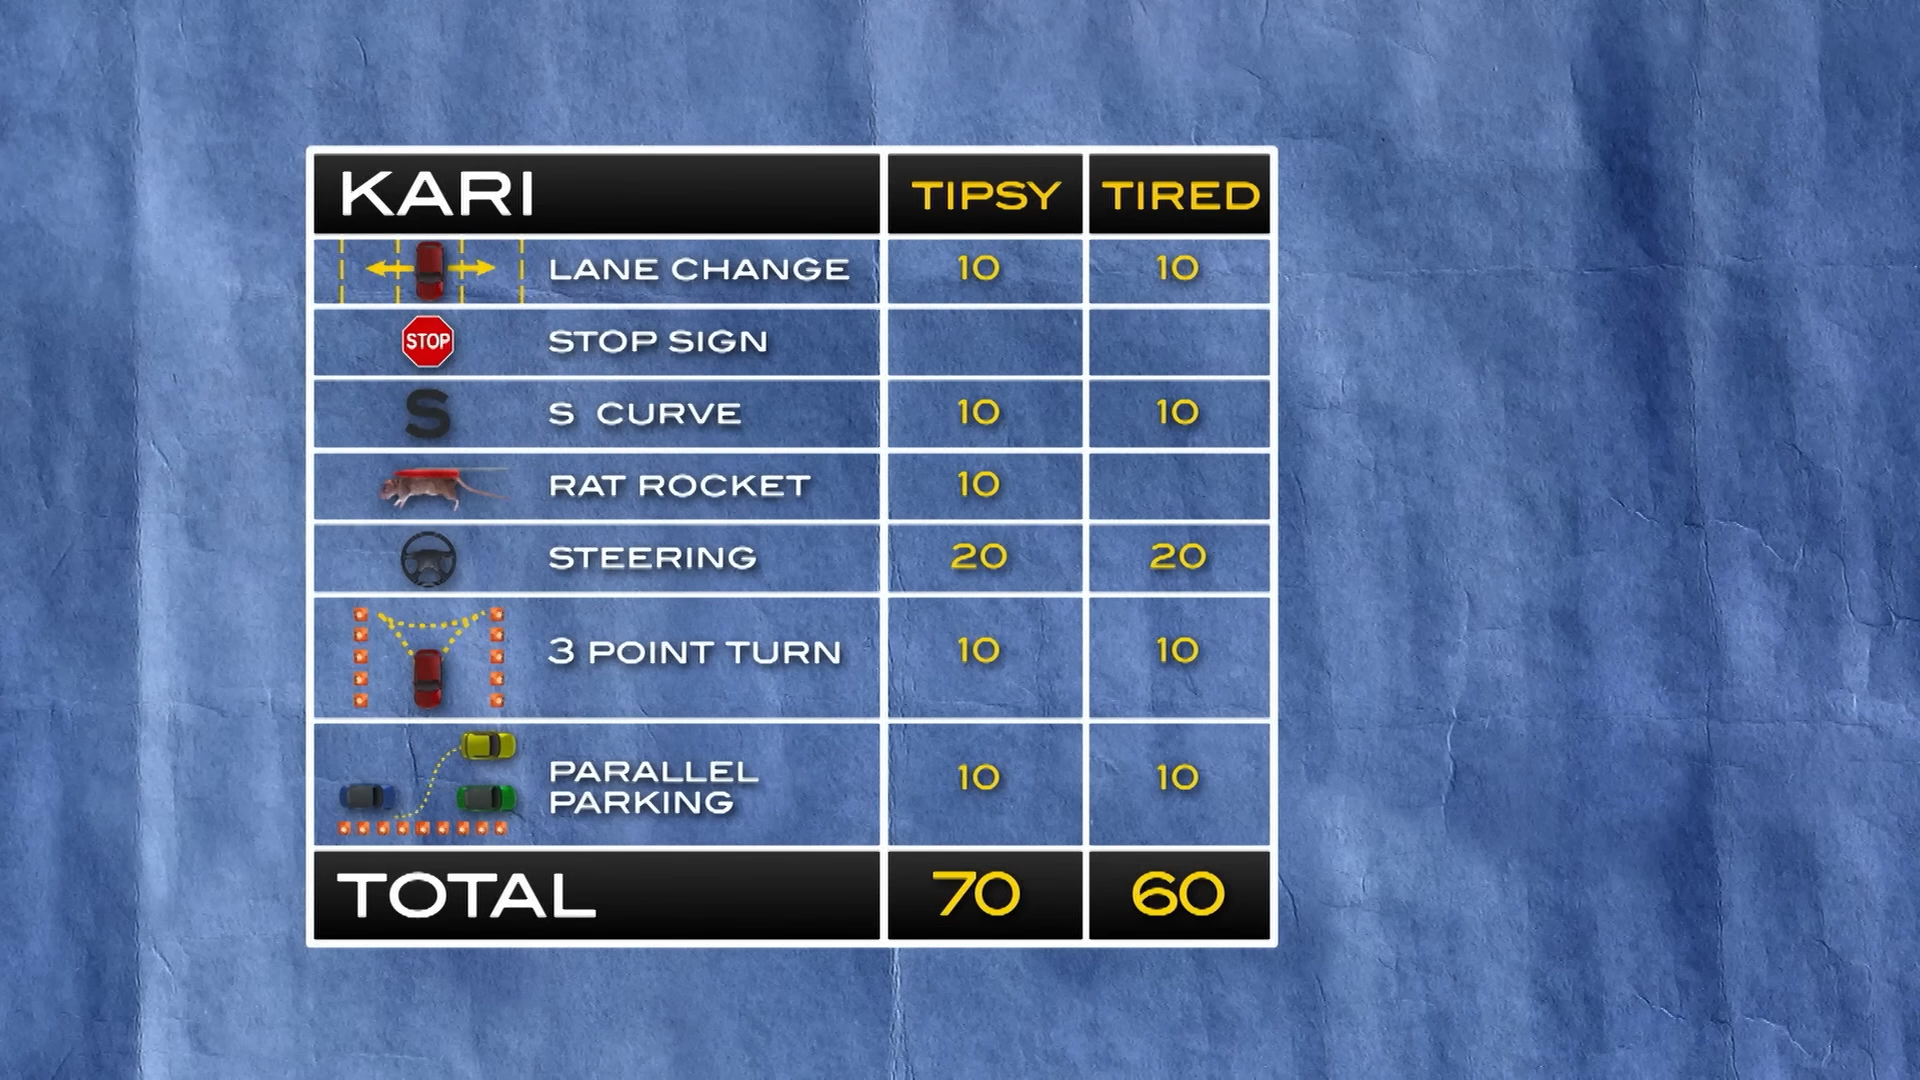 KARI TIPSY TIRED
LANE CHANGE 10 10
STOP STOP SIGN
S S CURVE 10 10
RAT ROCKET 10
STEERING 20 20
3 POINT TURN 10 10
PARALLEL
PARKING 10 10
TOTAL 70 60